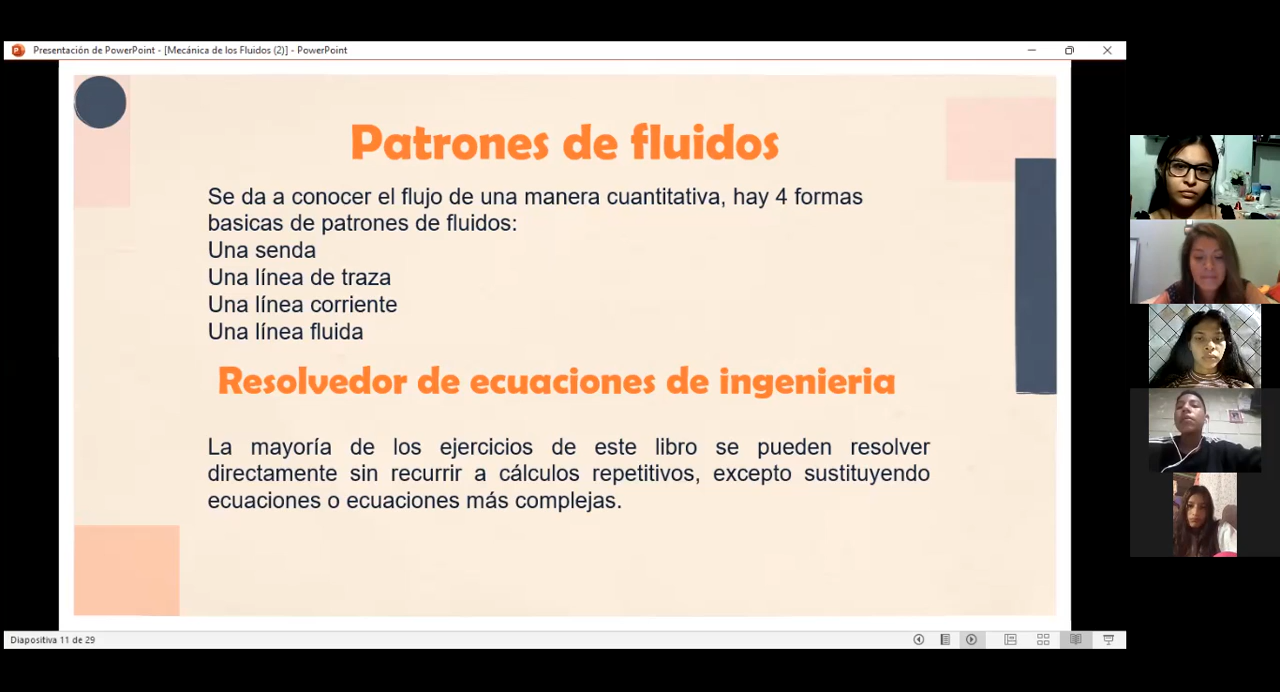 Presentación de PowerPoint - [Mecánica de los Fluidos (2)] - PowerPoint
Patrones de fluidos
Se da a conocer el flujo de una manera cuantitativa, hay 4 formas
basicas de patrones de fluidos:
Una senda
Una línea de traza
Una línea corriente
Una línea fluida
Resolvedor de ecuaciones de ingenieria
La mayoría de los ejercicios de este libro se pueden resolver
directamente sin recurrir a cálculos repetitivos, excepto sustituyendo
ecuaciones o ecuaciones más complejas.
Diapositiva 11 de 29